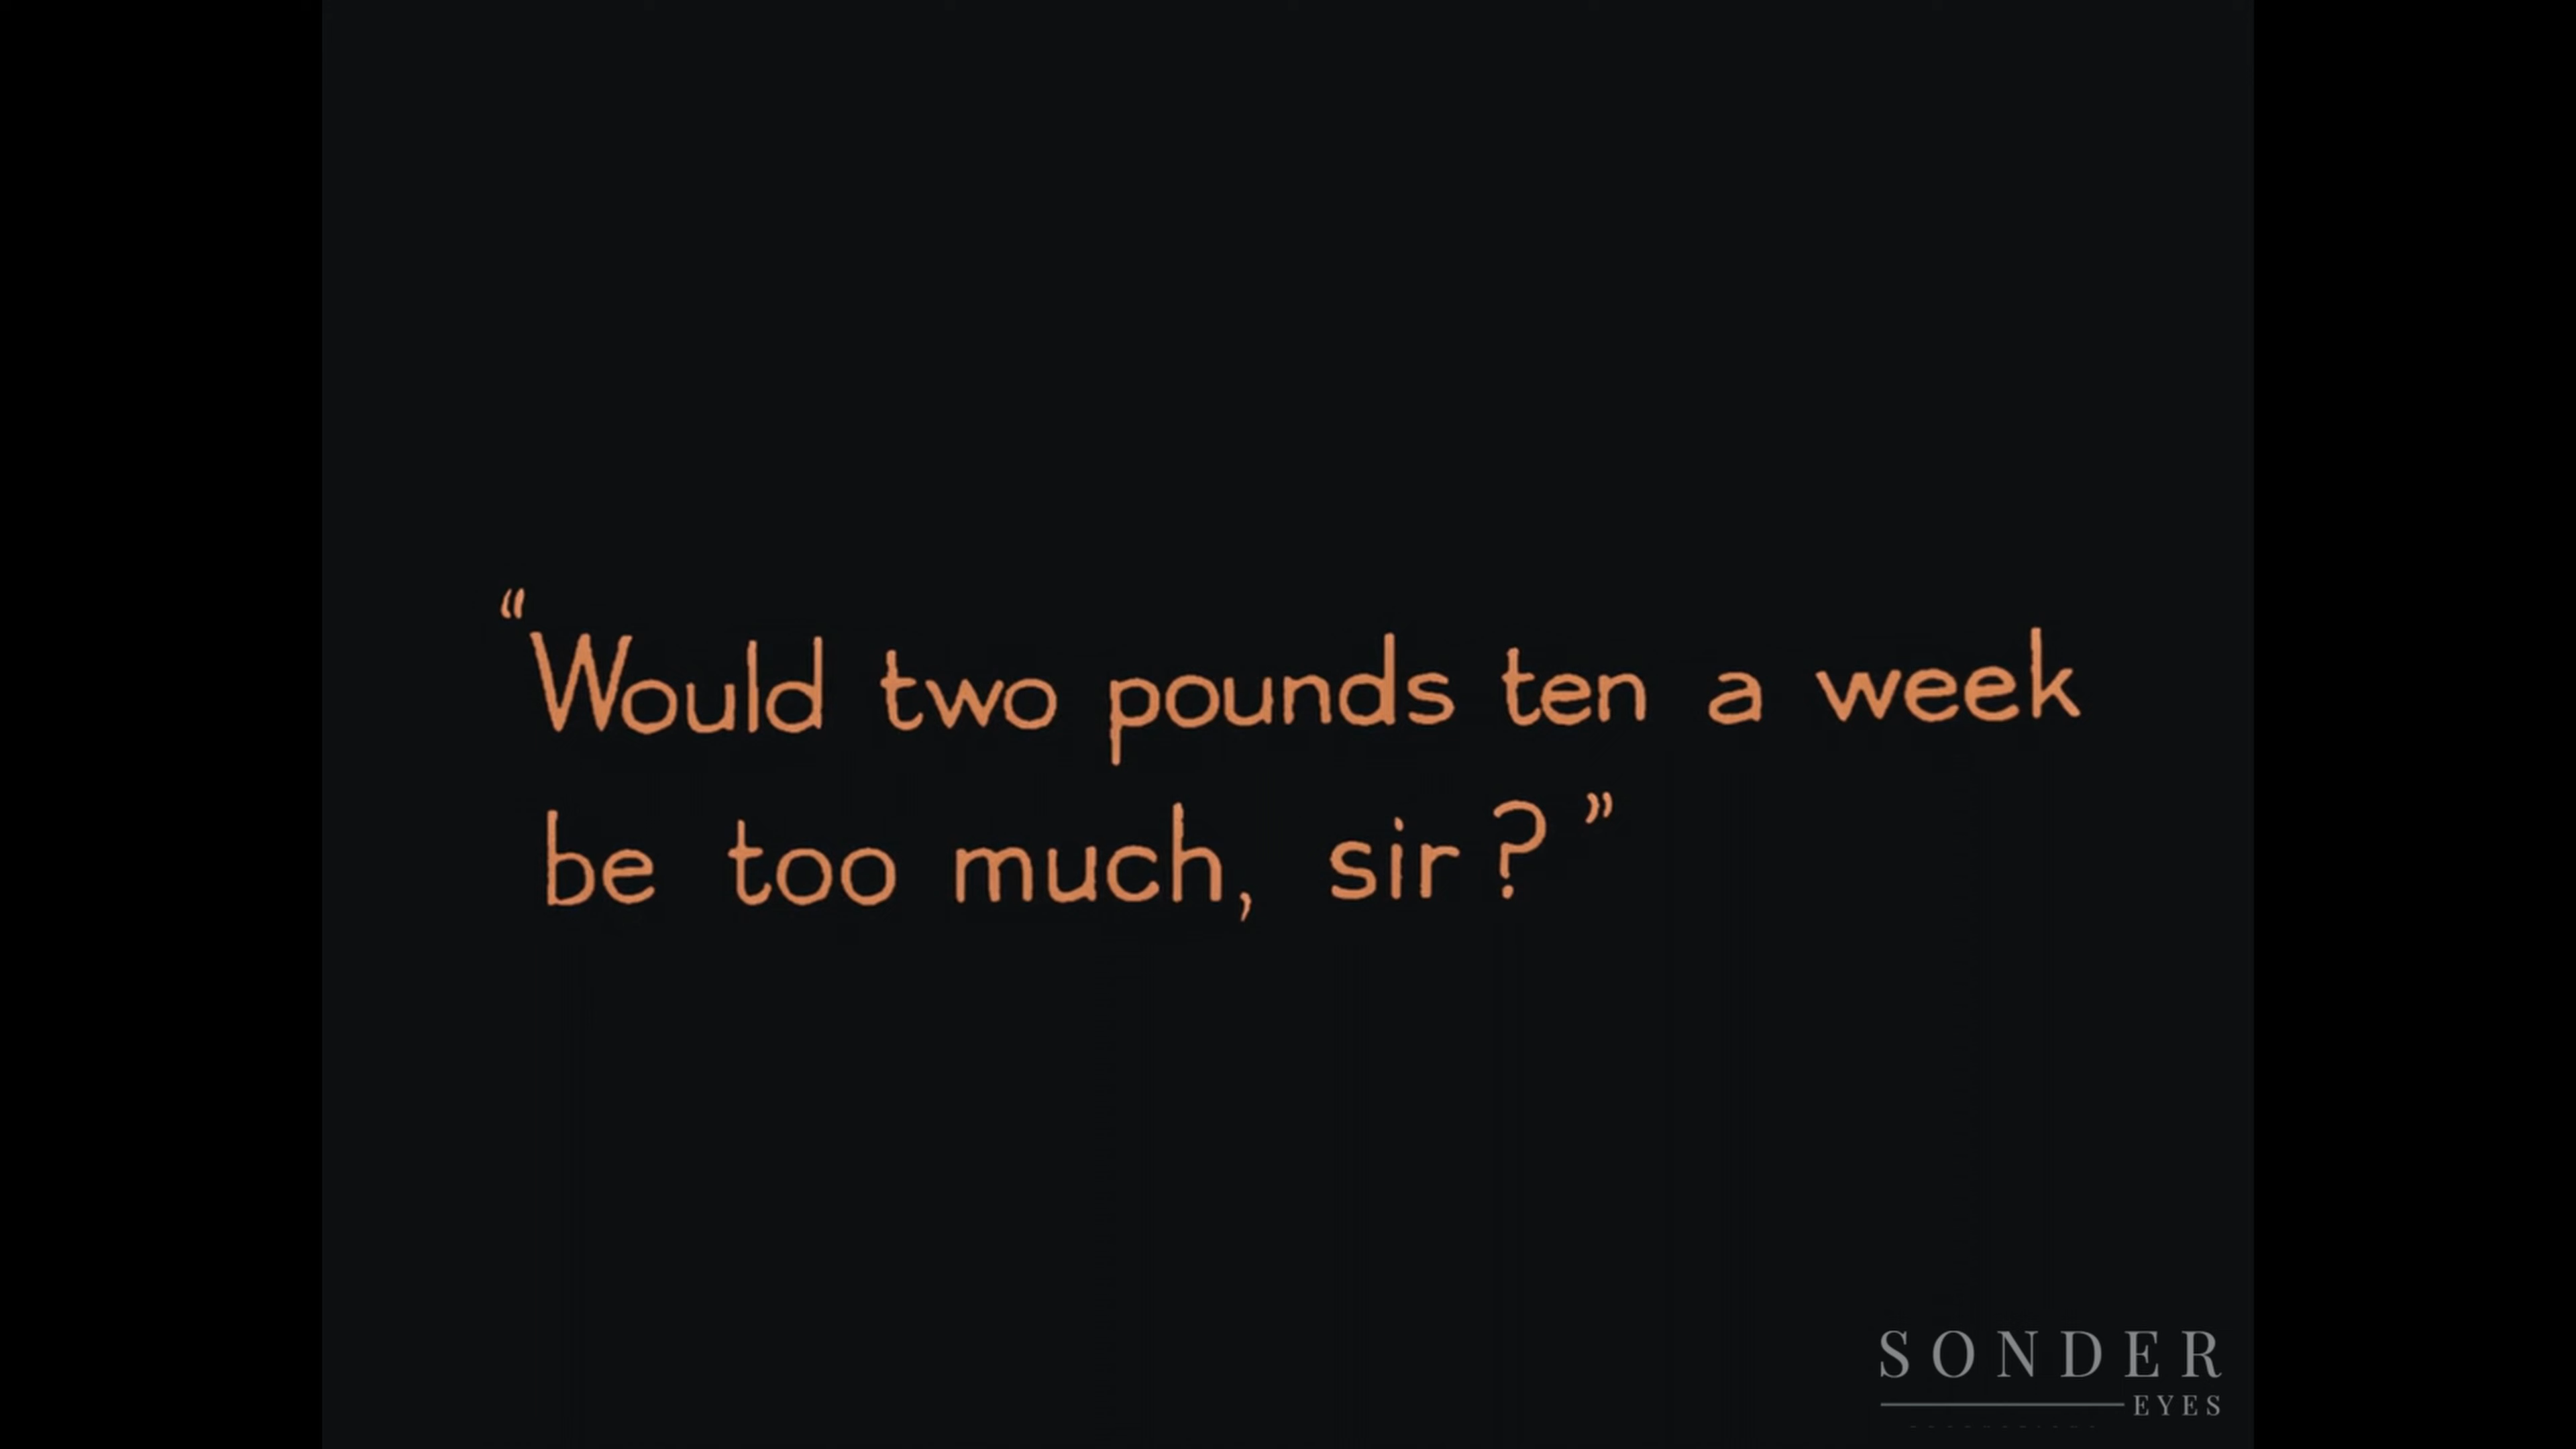 “Would two pounds ten a week
be too much, sir?”
SONDER
EYES